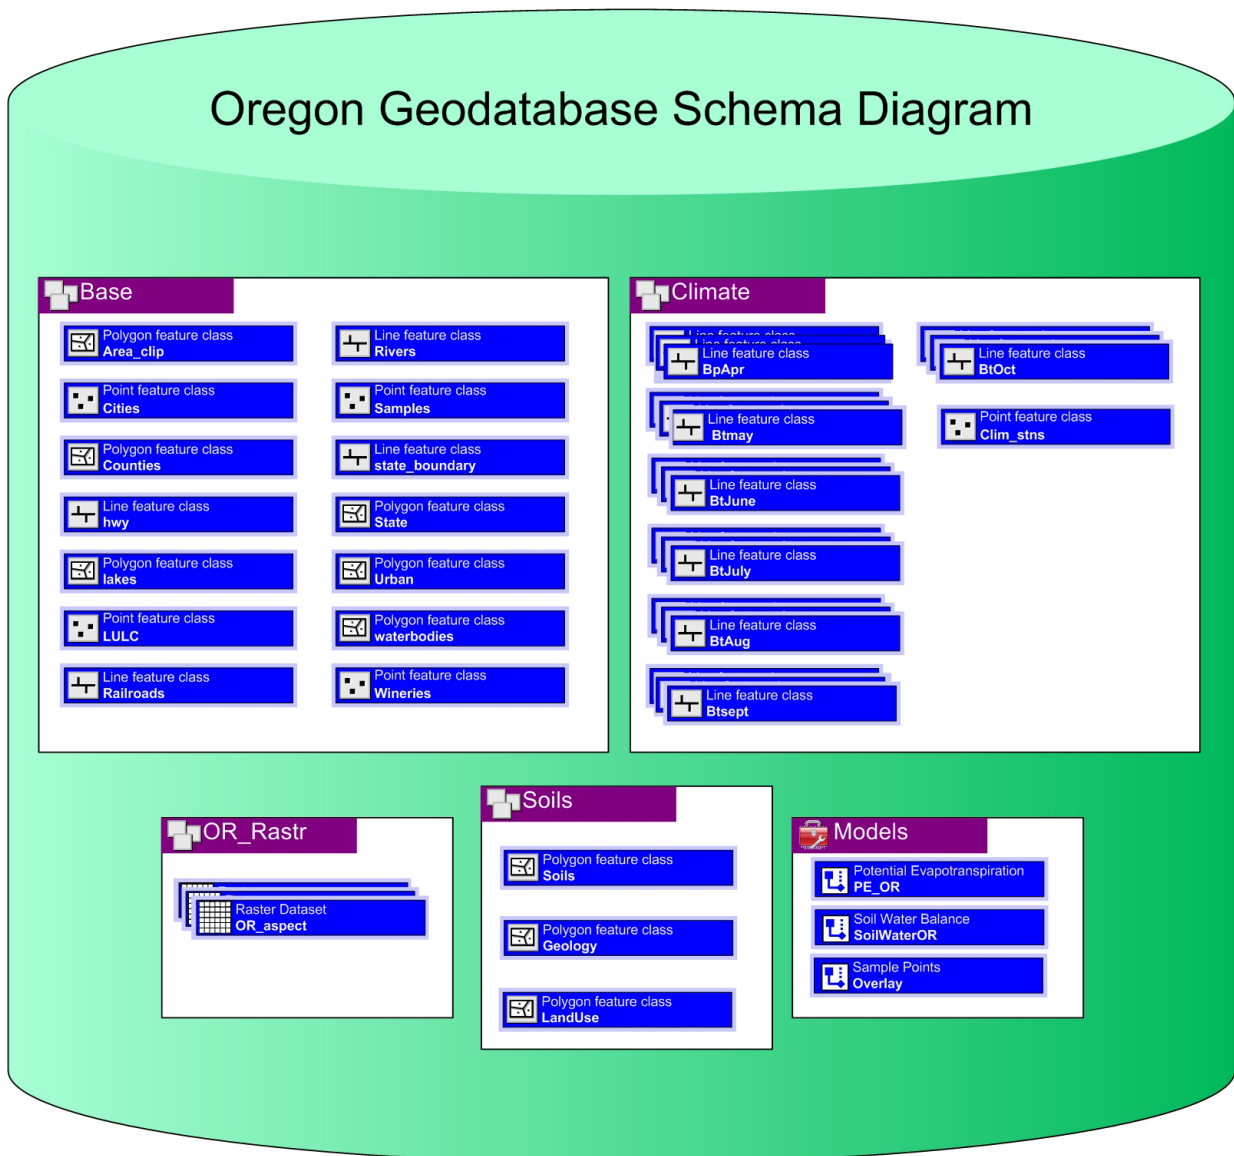 Oregon Geodatabase Schema Diagram
Base
Polygon feature class
Area_clip
Point feature class
Cities
Polygon feature class
Counties
Line feature class
hwy
Polygon feature class
lakes
Point feature class
LULC
Line feature class
Railroads
Line feature class
Rivers
Point feature class
Samples
Line feature class
state_boundary
Polygon feature class
State
Polygon feature class
Urban
Polygon feature class
waterbodies
Point feature class
Wineries
Climate
Line feature class
Line feature class
Line feature class
BpApr
Line feature class
Btmay
Line feature class
BtJune
Line feature class
BtJuly
Line feature class
BtAug
Line feature class
Btsept
Line feature class
BtOct
Point feature class
Clim_stns
OR_Rastr
Raster Dataset
OR_aspect
Soils
Polygon feature class
Soils
Polygon feature class
Geology
Polygon feature class
LandUse
Models
Potential Evapotranspiration
PE_OR
Soil Water Balance
SoilWaterOR
Sample Points
Overlay